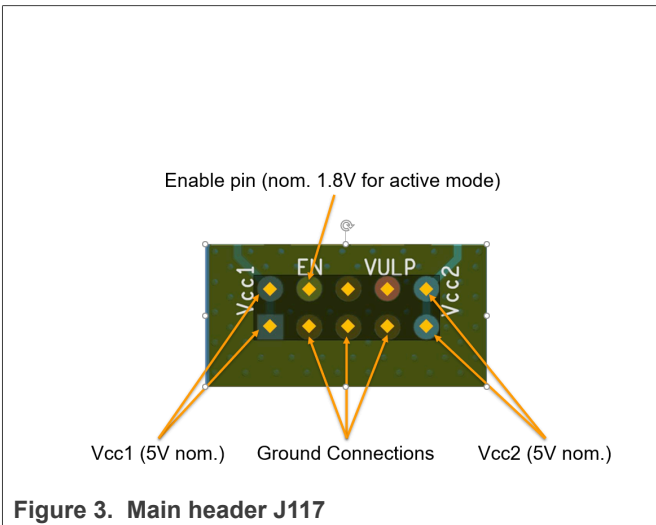 Enable pin (nom. 1.8V for active mode)
Vcc1
EN
VULP
Vcc2
Vcc1 (5V nom.)
Ground Connections
Vcc2 (5V nom.)
Figure 3. Main header J117